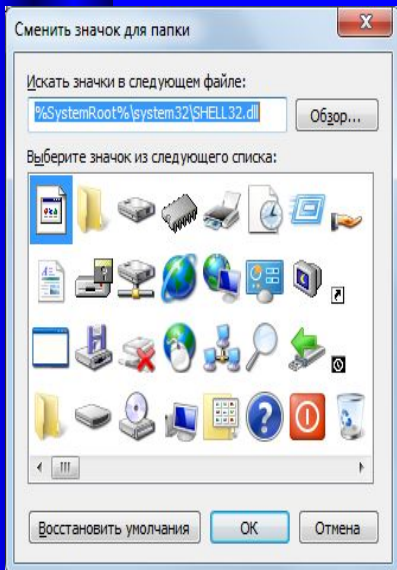 Сменить значок для папки
Искать значки в следующем файле:
%SystemRoot%\system32\SHELL32.dll
Обзор...
Выберите значок из следующего списка:
Восстановить умолчания
ОК
Отмена